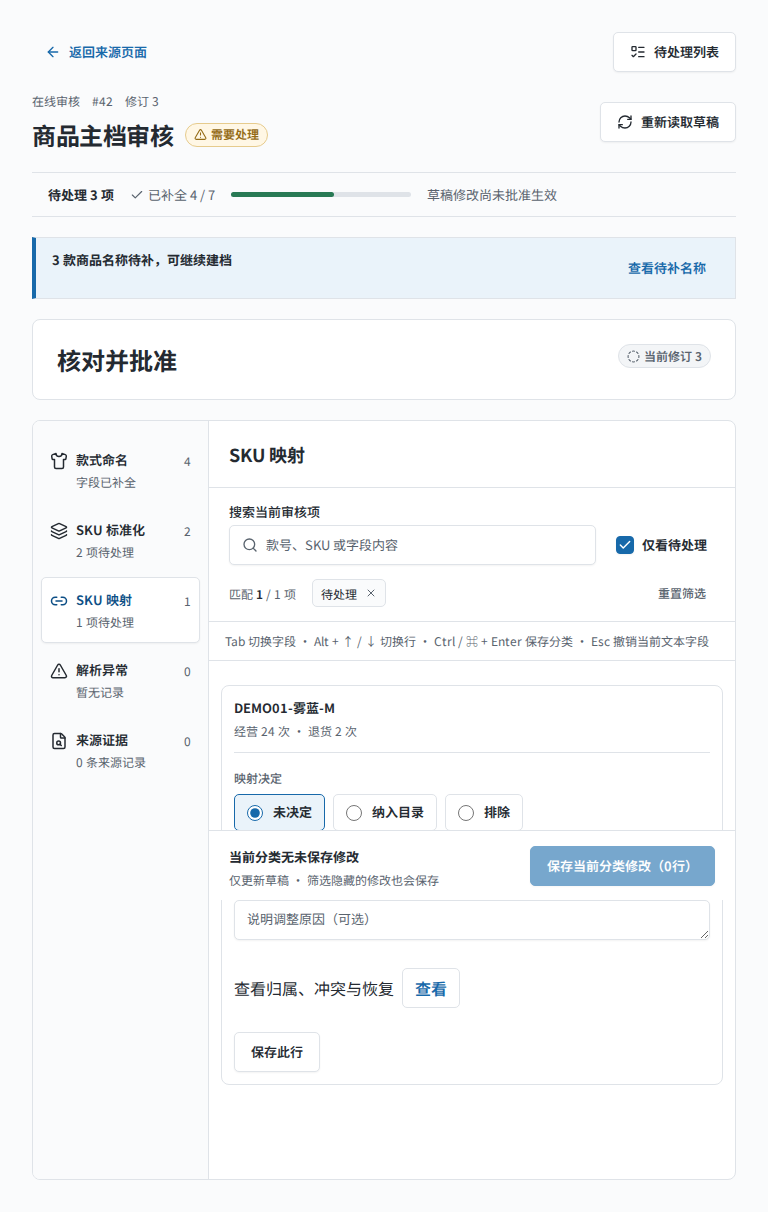 返回来源页面
待处理列表
在线审核 #42 修订 3
商品主档审核
需要处理
重新读取草稿
待处理 3 项
已补全 4 / 7
草稿修改尚未批准生效
3 款商品名称待补，可继续建档
查看待补名称
核对并批准
当前修订 3
款式命名 4
字段已补全
SKU 标准化 2
2 项待处理
SKU 映射 1
1 项待处理
解析异常 0
暂无记录
来源证据 0
0 条来源记录
SKU 映射
搜索当前审核项
款号、SKU 或字段内容
仅看待处理
匹配 1 / 1 项
待处理 ×
重置筛选
Tab 切换字段 • Alt + ↑ / ↓ 切换行 • Ctrl / ⌘ + Enter 保存分类 • Esc 撤销当前文本字段
DEMO01-雾蓝-M
经营 24 次 • 退货 2 次
映射决定
未决定
纳入目录
排除
当前分类无未保存修改
仅更新草稿 • 筛选隐藏的修改也会保存
保存当前分类修改（0行）
说明调整原因（可选）
查看归属、冲突与恢复
查看
保存此行